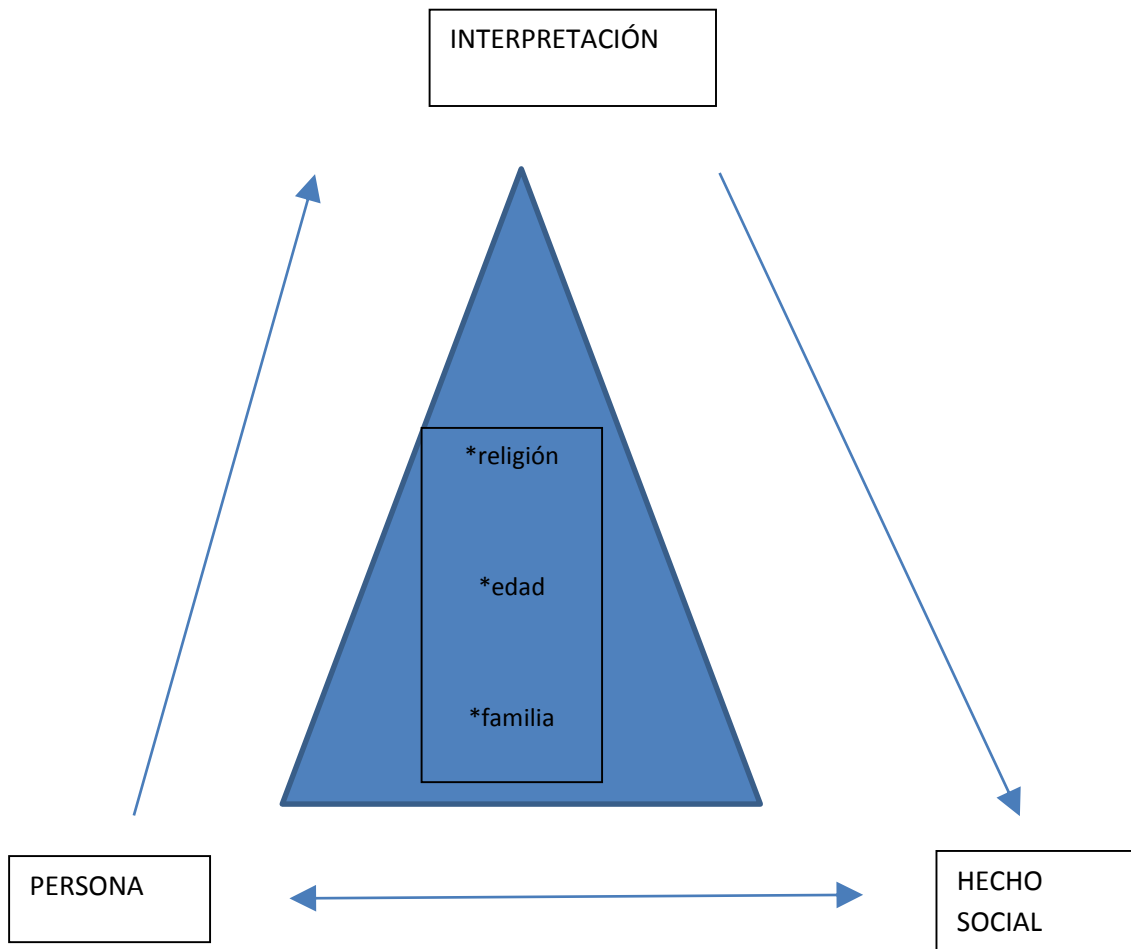 INTERPRETACIÓN
*religión
*edad
*familia
PERSONA
HECHO
SOCIAL